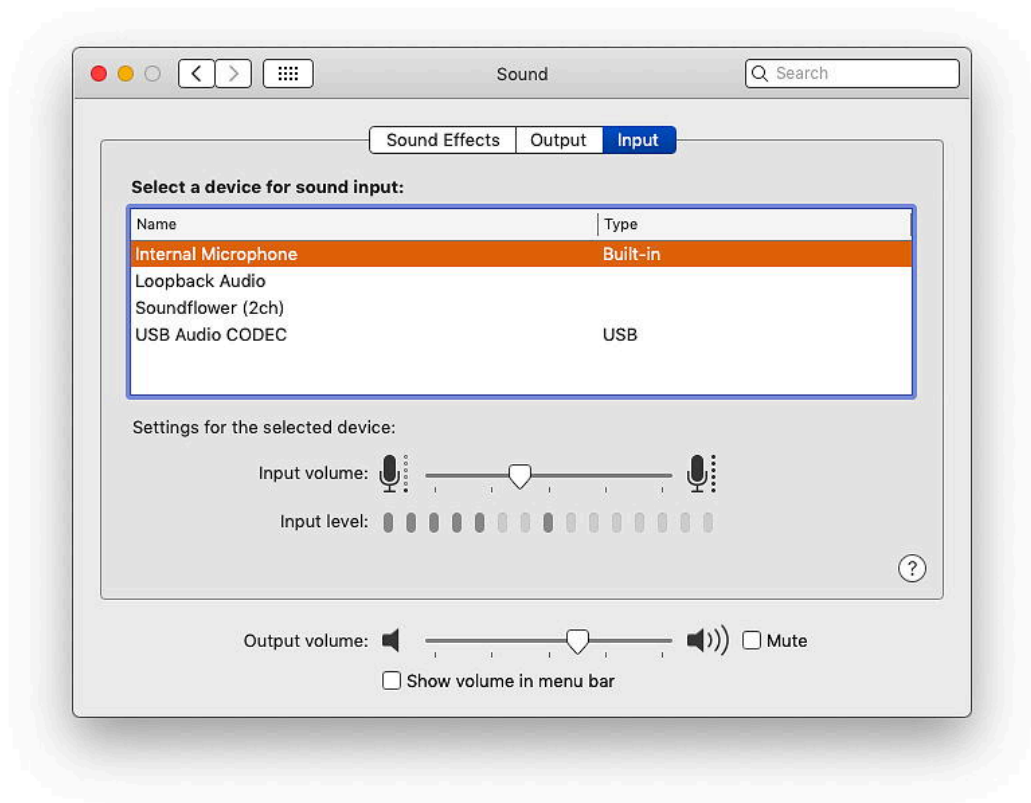 Sound
Search
Sound Effects Output Input
Select a device for sound input:
Name Type
Internal Microphone Built-in
Loopback Audio
Soundflower (2ch)
USB Audio CODEC USB
Settings for the selected device:
Input volume:
Input level:
?
Output volume: Mute
Show volume in menu bar